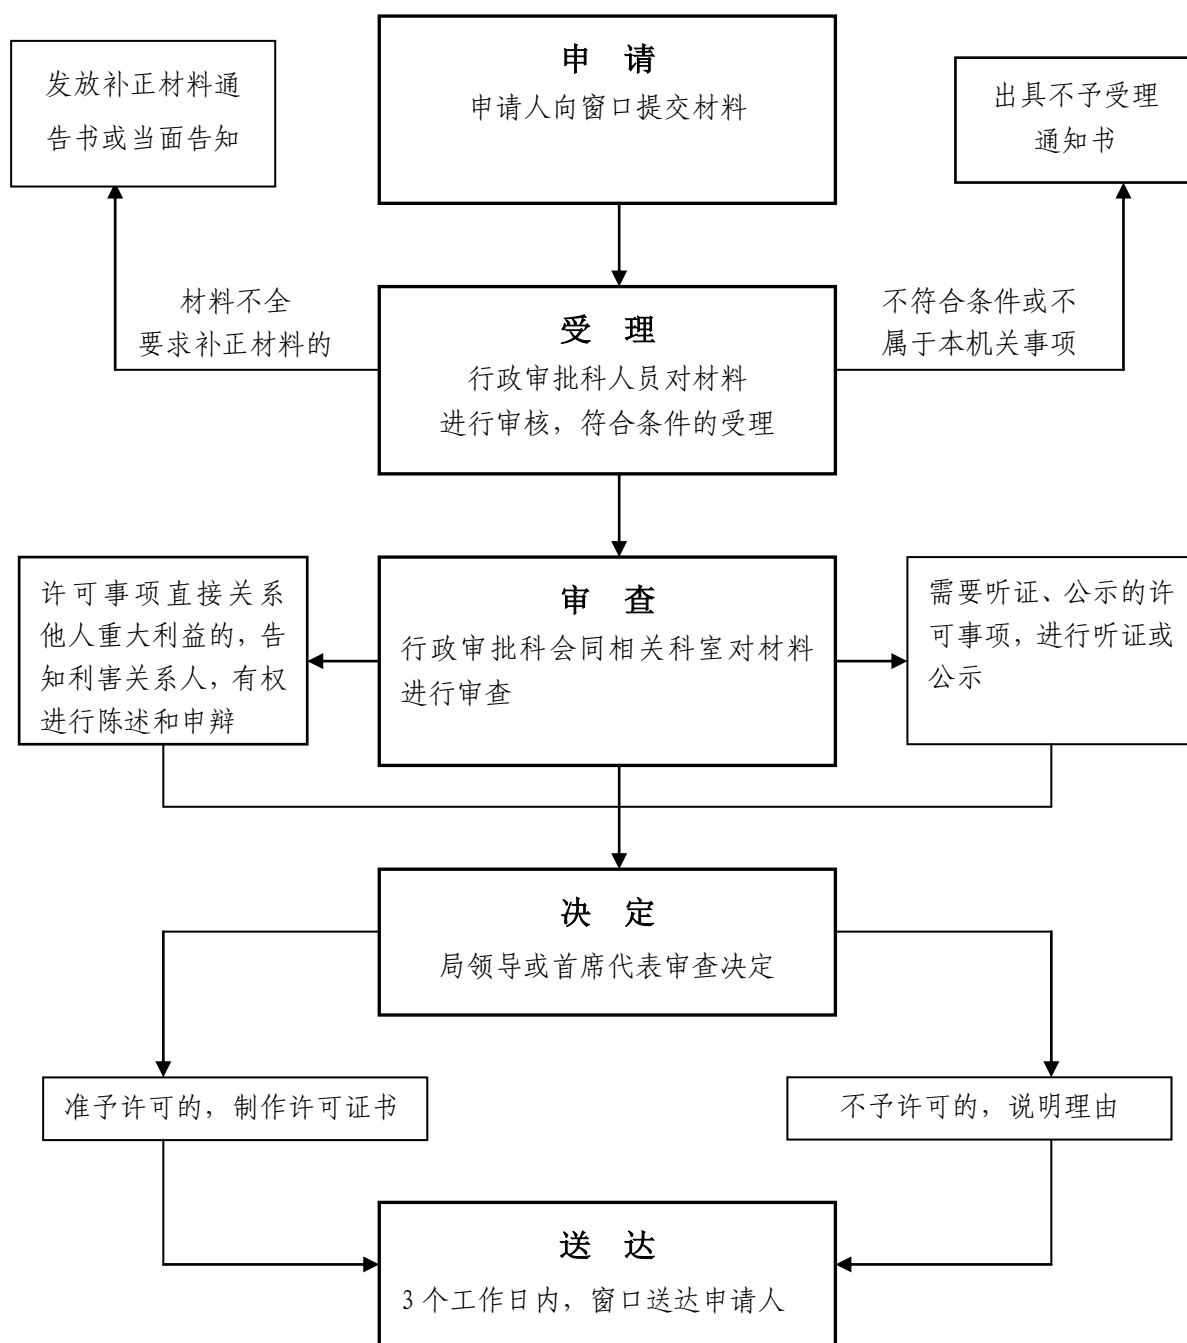 申 请
申请人向窗口提交材料
发放补正材料通
告书或当面告知
出具不予受理
通知书
材料不全
要求补正材料的
不符合条件或不
属于本机关事项
受 理
行政审批科人员对材料
进行审核，符合条件的受理
许可事项直接关系
他人重大利益的，告
知利害关系人，有权
进行陈述和申辩
审 查
行政审批科会同相关科室对材料
进行审查
需要听证、公示的许
可事项，进行听证或
公示
决 定
局领导或首席代表审查决定
准予许可的，制作许可证书
不予许可的，说明理由
送 达
3个工作日内，窗口送达申请人